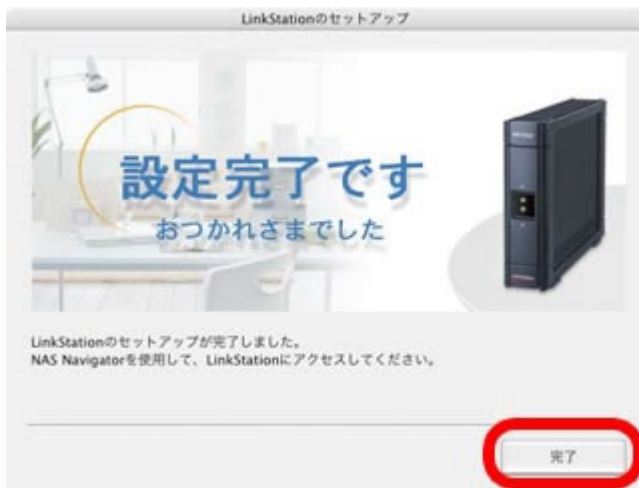 LinkStationのセットアップ
設定完了です
おつかれさまでした
LinkStationのセットアップが完了しました。
NAS Navigatorを使用して、LinkStationにアクセスしてください。
完了